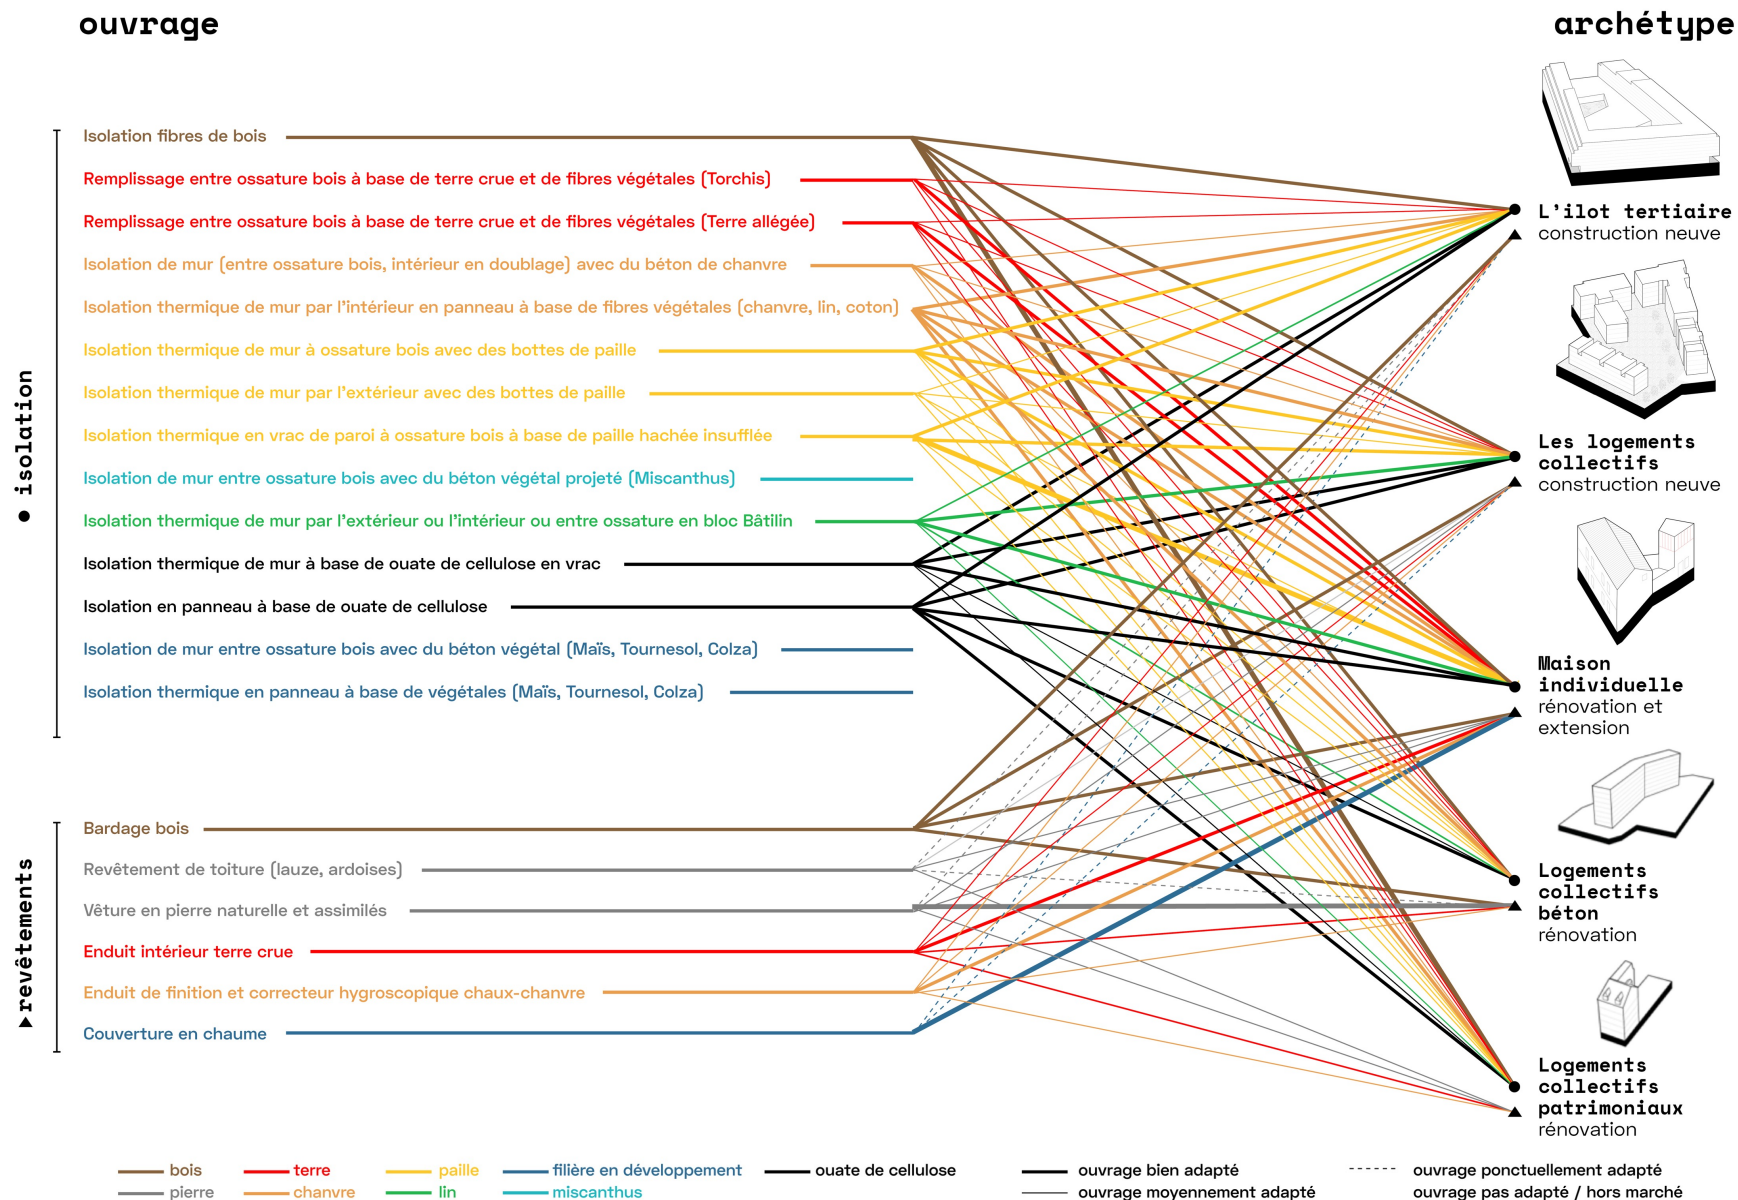 ouvrage
archétype
● isolation
Isolation fibres de bois
Remplissage entre ossature bois à base de terre crue et de fibres végétales (Torchis)
Remplissage entre ossature bois à base de terre crue et de fibres végétales (Terre allégée)
Isolation de mur (entre ossature bois, intérieur en doublage) avec du béton de chanvre
Isolation thermique de mur par l'intérieur en panneau à base de fibres végétales (chanvre, lin, coton)
Isolation thermique de mur à ossature bois avec des bottes de paille
Isolation thermique de mur par l'extérieur avec des bottes de paille
Isolation thermique en vrac de paroi à ossature bois à base de paille hachée insufflée
Isolation de mur entre ossature bois avec du béton végétal projeté (Miscanthus)
Isolation thermique de mur par l'extérieur ou l'intérieur ou entre ossature en bloc Bâtilin
Isolation thermique de mur à base de ouate de cellulose en vrac
Isolation en panneau à base de ouate de cellulose
Isolation de mur entre ossature bois avec du béton végétal (Maïs, Tournesol, Colza)
Isolation thermique en panneau à base de végétales (Maïs, Tournesol, Colza)
▲ revêtements
Bardage bois
Revêtement de toiture (lauze, ardoises)
Vêture en pierre naturelle et assimilés
Enduit intérieur terre crue
Enduit de finition et correcteur hygroscopique chaux-chanvre
Couverture en chaume
L'ilot tertiaire
construction neuve
Les logements
collectifs
construction neuve
Maison
individuelle
rénovation et
extension
Logements
collectifs
béton
rénovation
Logements
collectifs
patrimoniaux
rénovation
bois
terre
paille
filière en développement
ouate de cellulose
ouvrage bien adapté
ouvrage ponctuellement adapté
pierre
chanvre
lin
miscanthus
ouvrage moyennement adapté
ouvrage pas adapté / hors marché